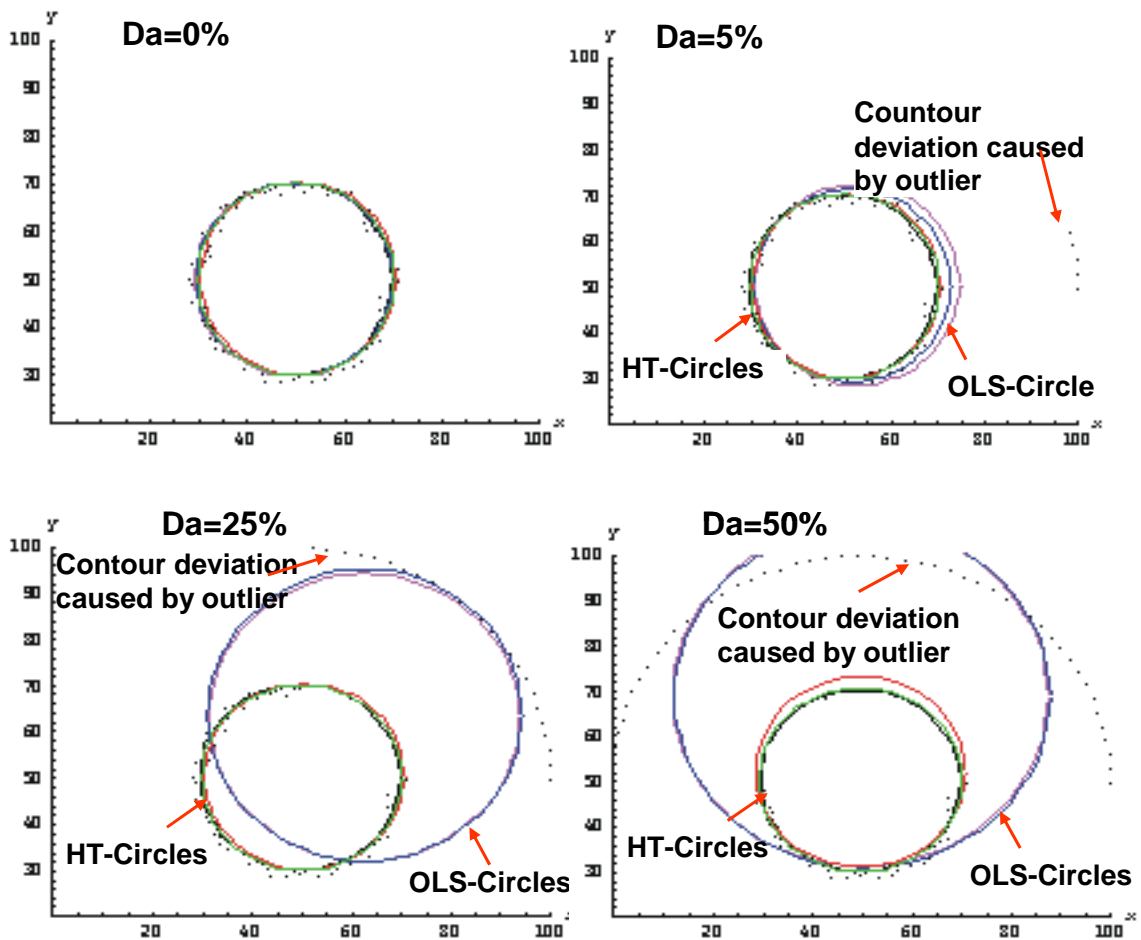 Y
Da=0%
100
90
80
70
60
50
40
30
20 40 60 80 100 x
Y
Da=5%
100
90
80
70
60
50
40
30
Countour
deviation caused
by outlier
HT-Circles
OLS-Circle
20 40 60 80 100 x
Y
Da=25%
100
90
80
70
60
50
40
30
Contour deviation
caused by outlier
HT-Circles
OLS-Circles
20 40 60 80 100 x
Y
Da=50%
100
90
80
70
60
50
40
30
Contour deviation
caused by outlier
HT-Circles
OLS-Circles
20 40 60 80 100 x